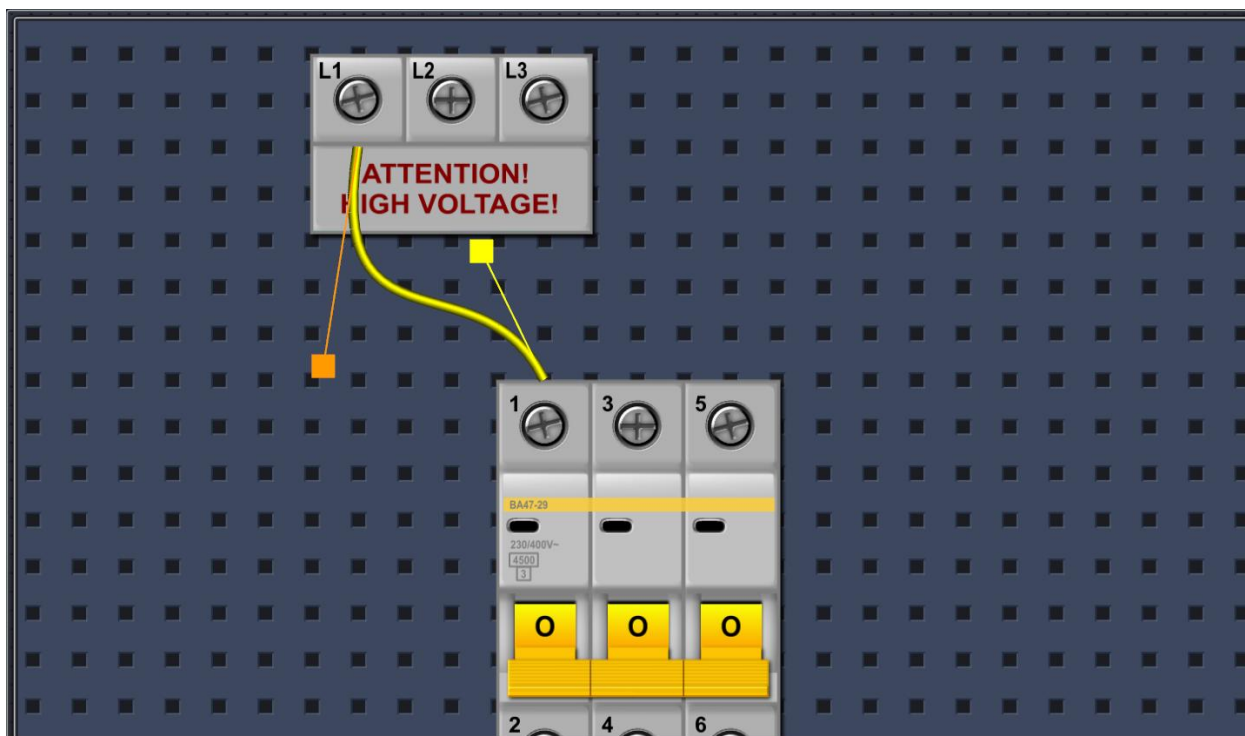 L1 L2 L3
ATTENTION!
HIGH VOLTAGE!
1 3 5
BA47-29
230/400V~
4500
3
O O O
2 4 6